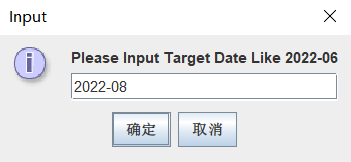 Input
Please Input Target Date Like 2022-06
2022-08
确定 取消